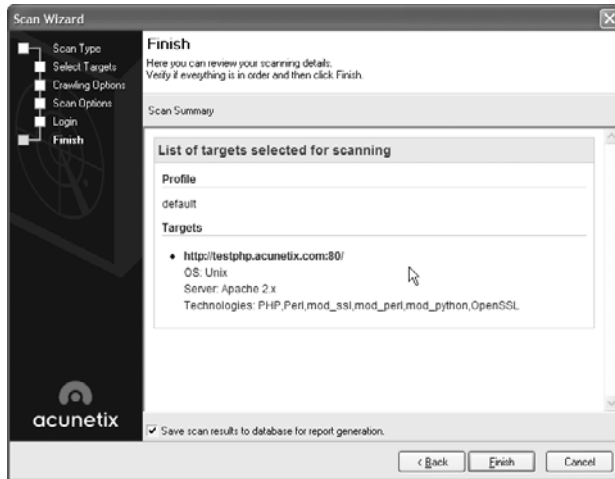 Scan Wizard
Scan Type
Select Targets
Crawling Options
Scan Options
Login
Finish
Finish
Here you can review your scanning details.
Verify if everything is in order and then click Finish.
Scan Summary
List of targets selected for scanning
Profile
default
Targets
http://testphp.acunetix.com:80/
OS: Unix
Server: Apache 2.x
Technologies: PHP,Perl,mod_ssl,mod_perl,mod_python,OpenSSL
acunetix
Save scan results to database for report generation.
< Back Finish Cancel